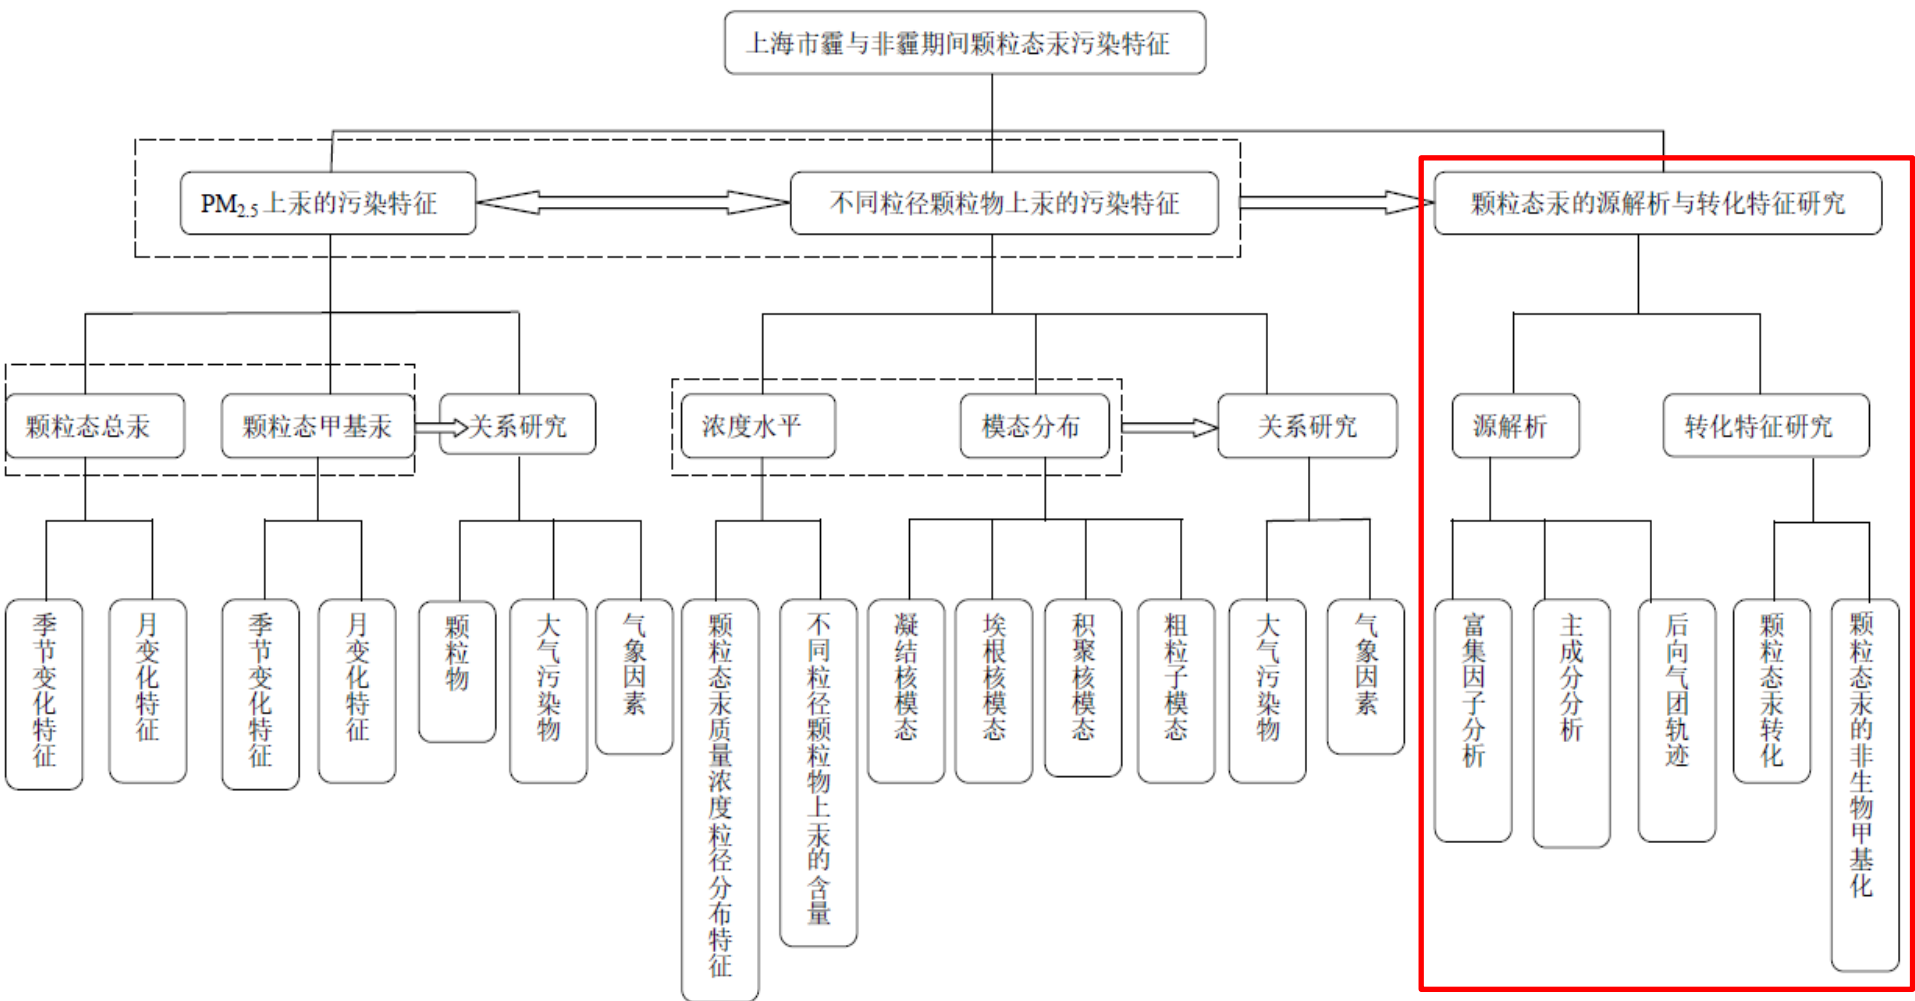 上海市霾与非霾期间颗粒态汞污染特征
PM2.5上汞的污染特征
不同粒径颗粒物上汞的污染特征
颗粒态汞的源解析与转化特征研究
颗粒态总汞
颗粒态甲基汞
关系研究
浓度水平
模态分布
关系研究
源解析
转化特征研究
季节变化特征
月变化特征
季节变化特征
月变化特征
颗粒物
大气污染物
气象因素
颗粒态汞质量浓度粒径分布特征
不同粒径颗粒物上汞的含量
凝结核模态
埃根核模态
积聚核模态
粗粒子模态
大气污染物
气象因素
富集因子分析
主成分分析
后向气团轨迹
颗粒态汞转化
颗粒态汞的非生物甲基化